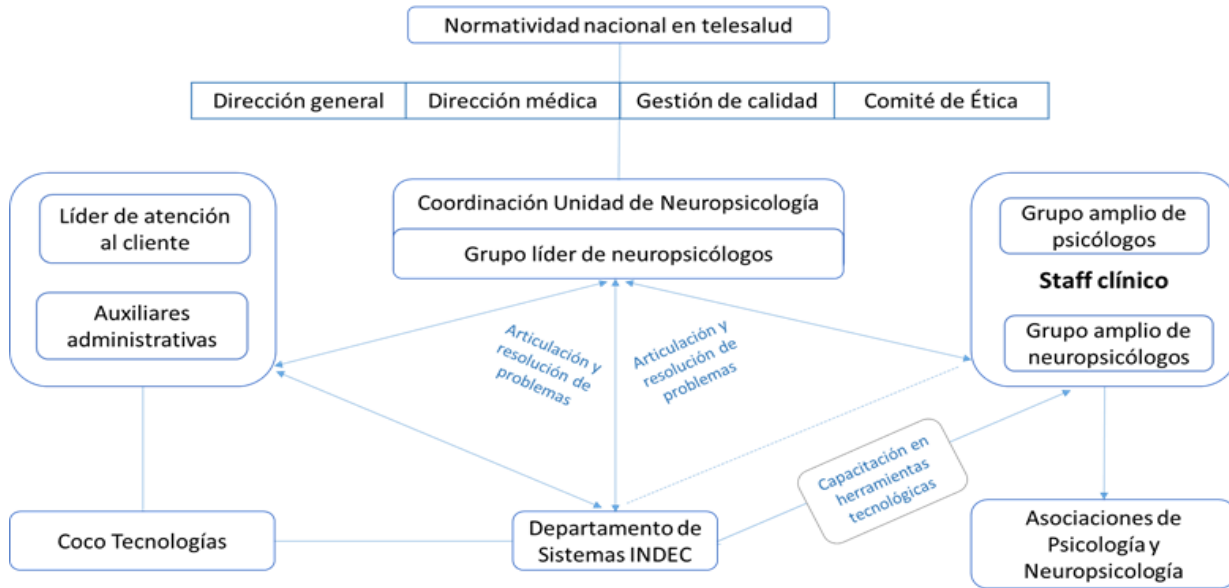 Normatividad nacional en telesalud
Dirección general
Dirección médica
Gestión de calidad
Comité de Ética
Líder de atención
al cliente
Auxiliares
administrativas
Coordinación Unidad de Neuropsicología
Grupo líder de neuropsicólogos
Grupo amplio de
psicólogos
Staff clínico
Grupo amplio de
neuropsicólogos
Articulación y
resolución de
problemas
Articulación y
resolución de
problemas
Capacitación en
herramientas
tecnológicas
Coco Tecnologías
Departamento de
Sistemas INDEC
Asociaciones de
Psicología y
Neuropsicología